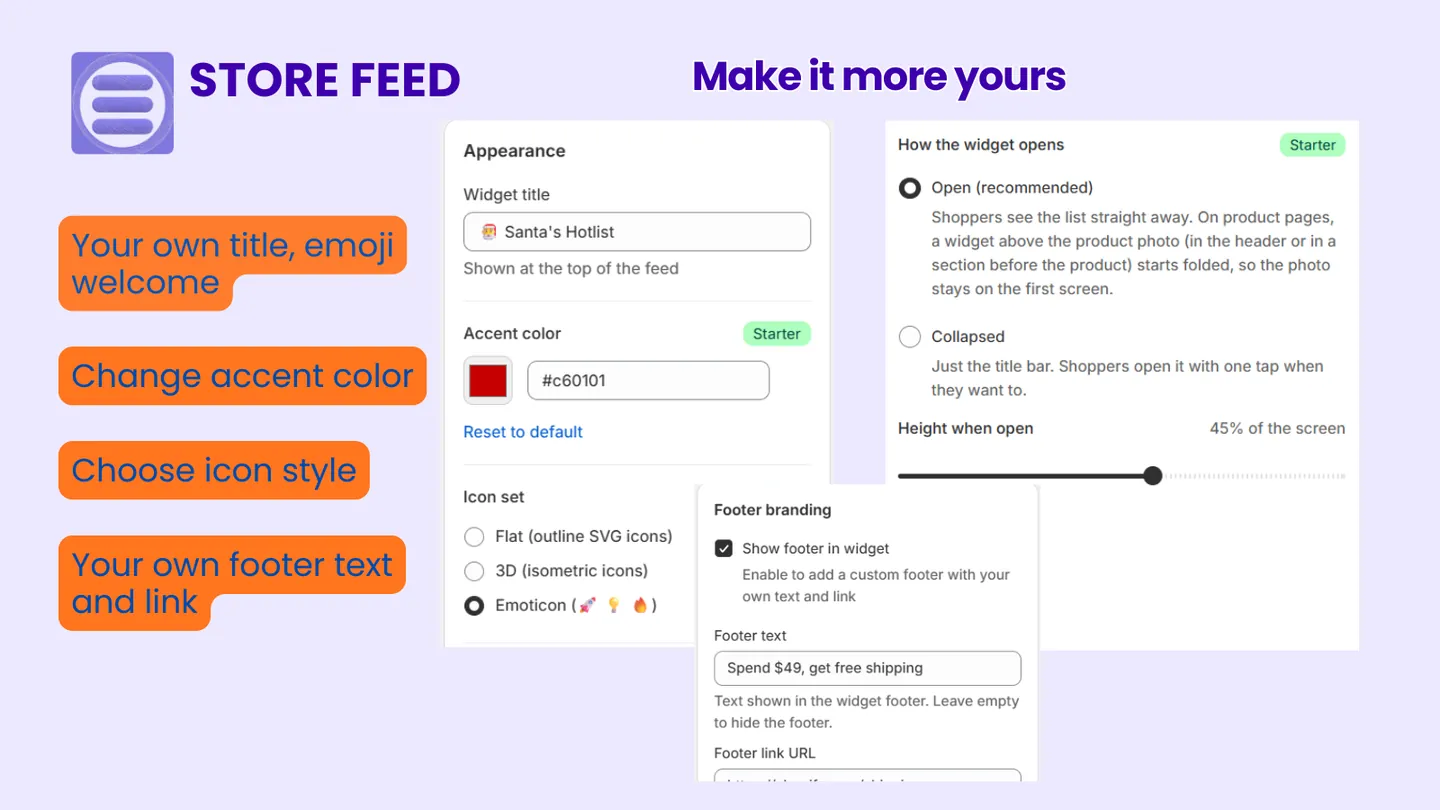 STORE FEED
Make it more yours
Your own title, emoji
welcome
Change accent color
Choose icon style
Your own footer text
and link
Appearance
Widget title
🎅 Santa's Hotlist
Shown at the top of the feed
Accent color
Starter
#c60101
Reset to default
Icon set
Flat (outline SVG icons)
3D (isometric icons)
Emoticon (🚀 💡 🔥)
How the widget opens
Starter
Open (recommended)
Shoppers see the list straight away. On product pages,
a widget above the product photo (in the header or in a
section before the product) starts folded, so the photo
stays on the first screen.
Collapsed
Just the title bar. Shoppers open it with one tap when
they want to.
Height when open
45% of the screen
Footer branding
Show footer in widget
Enable to add a custom footer with your
own text and link
Footer text
Spend $49, get free shipping
Text shown in the widget footer. Leave empty
to hide the footer.
Footer link URL